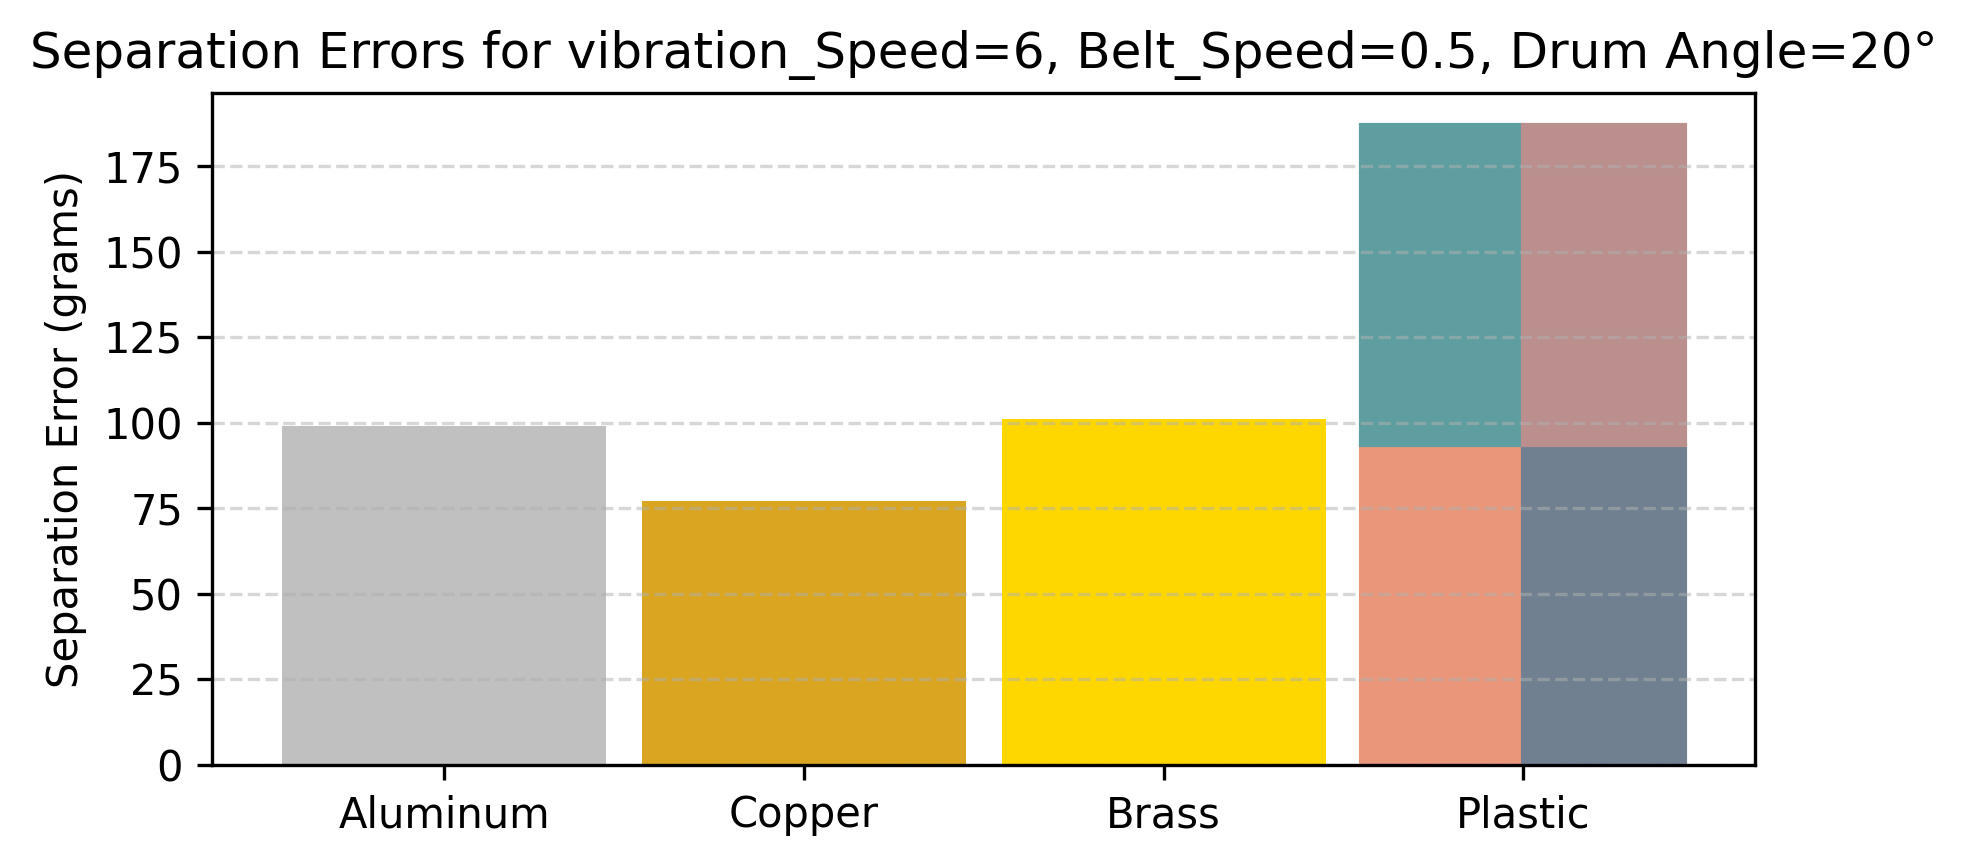 Separation Errors for vibration_Speed=6, Belt_Speed=0.5, Drum Angle=20°
Separation Error (grams)
175
150
125
100
75
50
25
0
Aluminum
Copper
Brass
Plastic